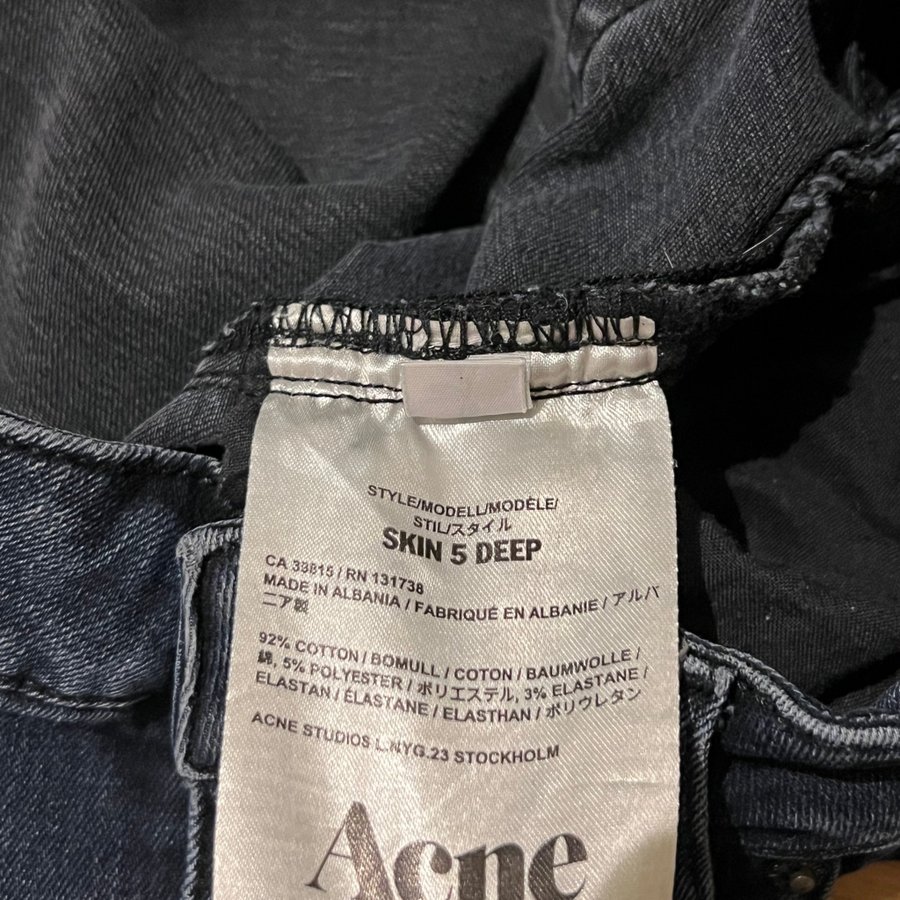 STYLE/MODELL/MODÈLE/
STIL/スタイル
SKIN 5 DEEP
CA 33815 / RN 131738
MADE IN ALBANIA / FABRIQUÉ EN ALBANIE / アルバ
ニア製
92% COTTON / BOMULL / COTON / BAUMWOLLE /
綿, 5% POLYESTER / ポリエステル, 3% ELASTANE /
ELASTAN / ÉLASTANE / ELASTHAN / ポリウレタン
ACNE STUDIOS L.NYG.23 STOCKHOLM
Acne